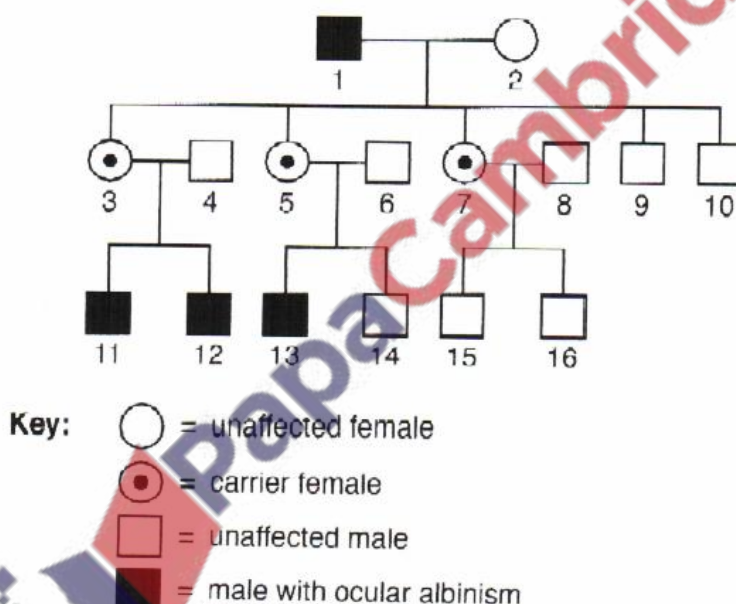 1 2
3 4 5 6 7 8 9 10
11 12 13 14 15 16
Key: = unaffected female
= carrier female
= unaffected male
= male with ocular albinism
PapaCambri